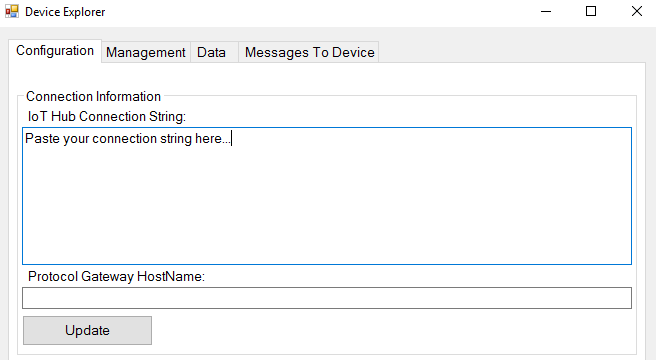 Device Explorer
Configuration Management Data Messages To Device
Connection Information
IoT Hub Connection String:
Paste your connection string here...
Protocol Gateway HostName:
Update